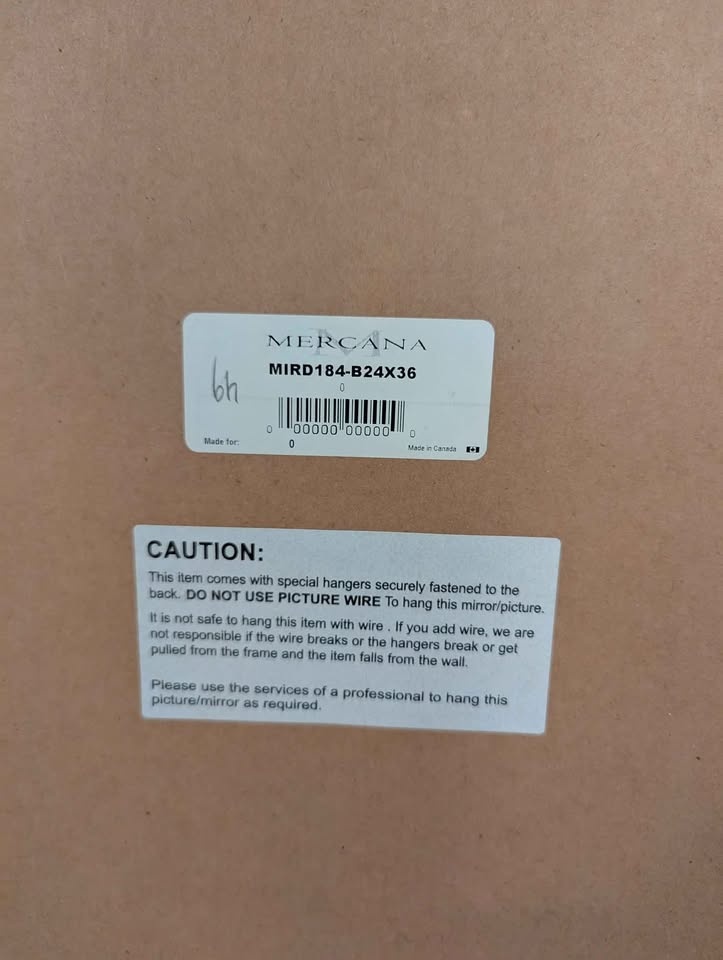 MERCANA
MIRD184-B24X36
0
0 00000 00000 0
Made for:
0
Made in Canada
CAUTION:
This item comes with special hangers securely fastened to the
back. DO NOT USE PICTURE WIRE To hang this mirror/picture.
It is not safe to hang this item with wire . If you add wire, we are
not responsible if the wire breaks or the hangers break or get
pulled from the frame and the item falls from the wall.
Please use the services of a professional to hang this
picture/mirror as required.